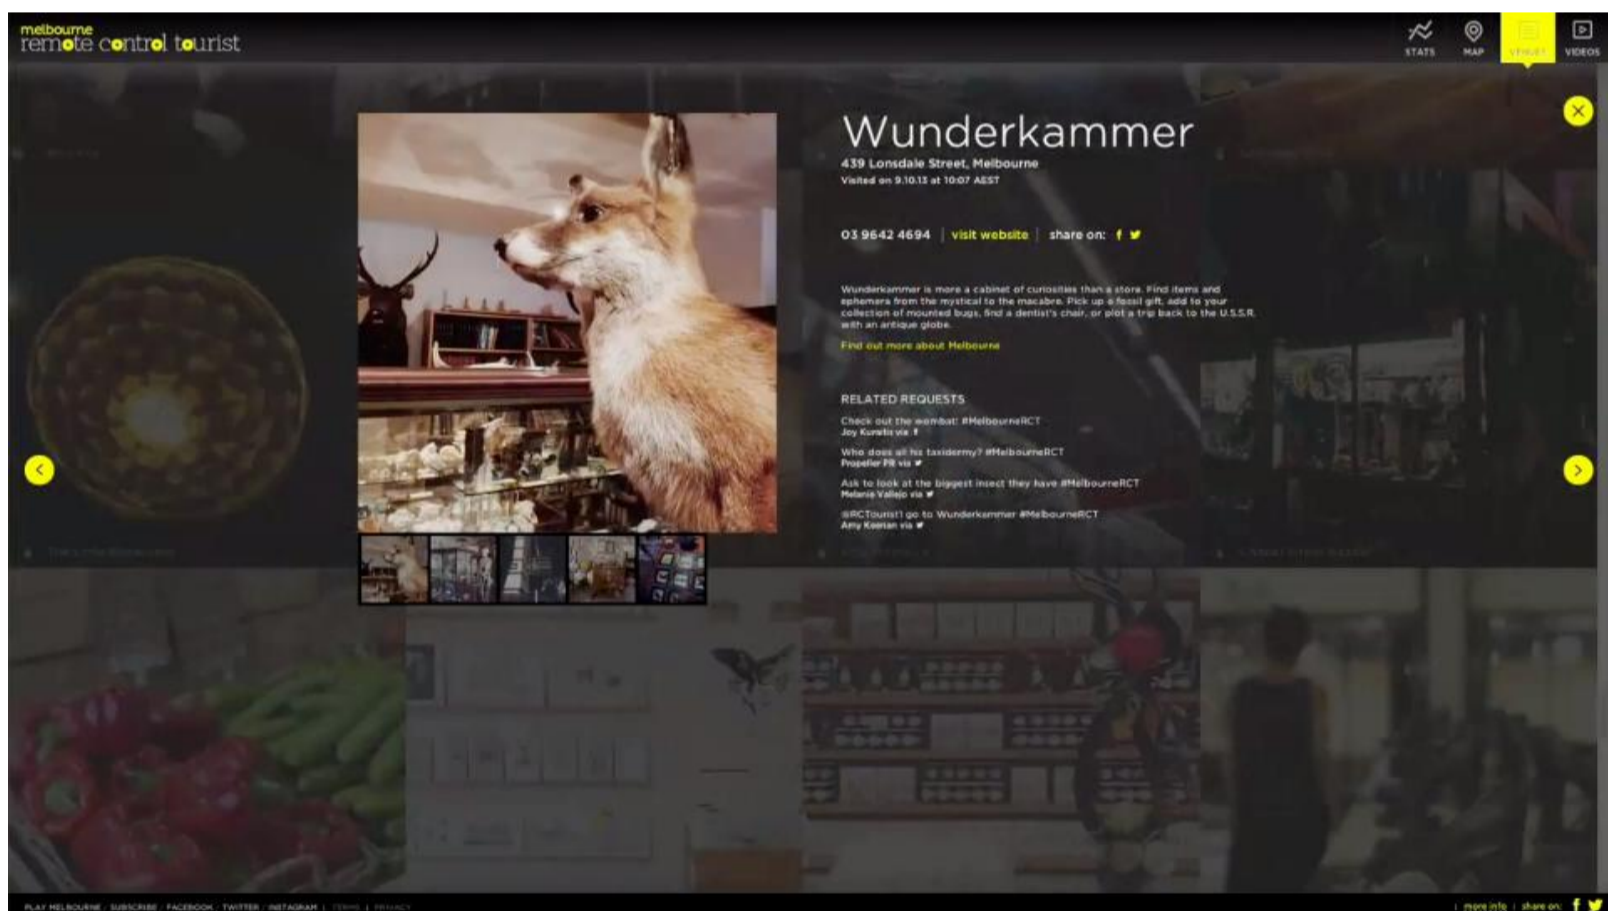 melbourne
remote control tourist
STATS
MAP
VENUES
VIDEOS
Wunderkammer
439 Lonsdale Street, Melbourne
Visited on 9.10.13 at 10:07 AEST
03 9642 4694 | visit website | share on:
Wunderkammer is more a cabinet of curiosities than a store. Find items and
ephemera from the mystical to the macabre. Pick up a fossil gift, add to your
collection of mounted bugs, find a dentist's chair, or plot a trip back to the U.S.S.R.
with an antique globe.
Find out more about Melbourne
RELATED REQUESTS
Check out the wombat! #MelbourneRCT
Joy Kunstis via
Who does all his taxidermy? #MelbourneRCT
Propeller PR via
Ask to look at the biggest insect they have #MelbourneRCT
Melanie Vallejo via
@RCTourist1 go to Wunderkammer #MelbourneRCT
Amy Keenan via
PLAY MELBOURNE / SUBSCRIBE / FACEBOOK / TWITTER / INSTAGRAM | TERMS | PRIVACY
| more info | share on: